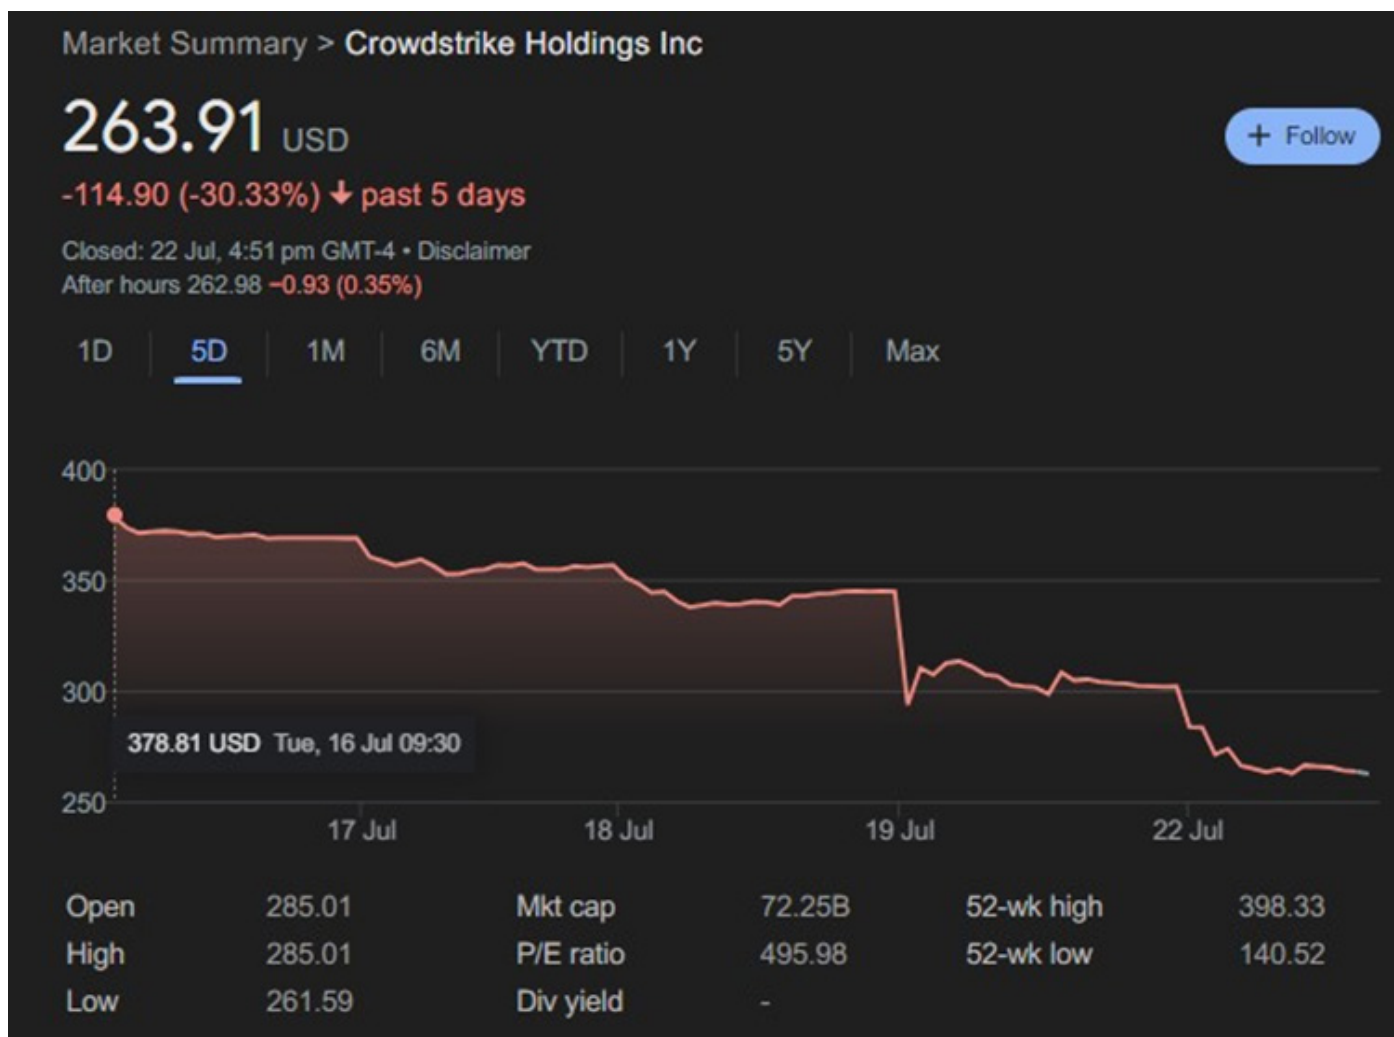 Market Summary > Crowdstrike Holdings Inc
263.91 USD
+ Follow
-114.90 (-30.33%) ↓ past 5 days
Closed: 22 Jul, 4:51 pm GMT-4 • Disclaimer
After hours 262.98 −0.93 (0.35%)
1D 5D 1M 6M YTD 1Y 5Y Max
400
350
300
378.81 USD Tue, 16 Jul 09:30
250
17 Jul 18 Jul 19 Jul 22 Jul
Open 285.01 Mkt cap 72.25B 52-wk high 398.33
High 285.01 P/E ratio 495.98 52-wk low 140.52
Low 261.59 Div yield -